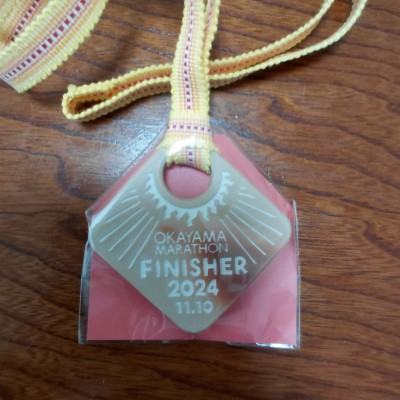 OKAYAMA
MARATHON
FINISHER
2024
11.10